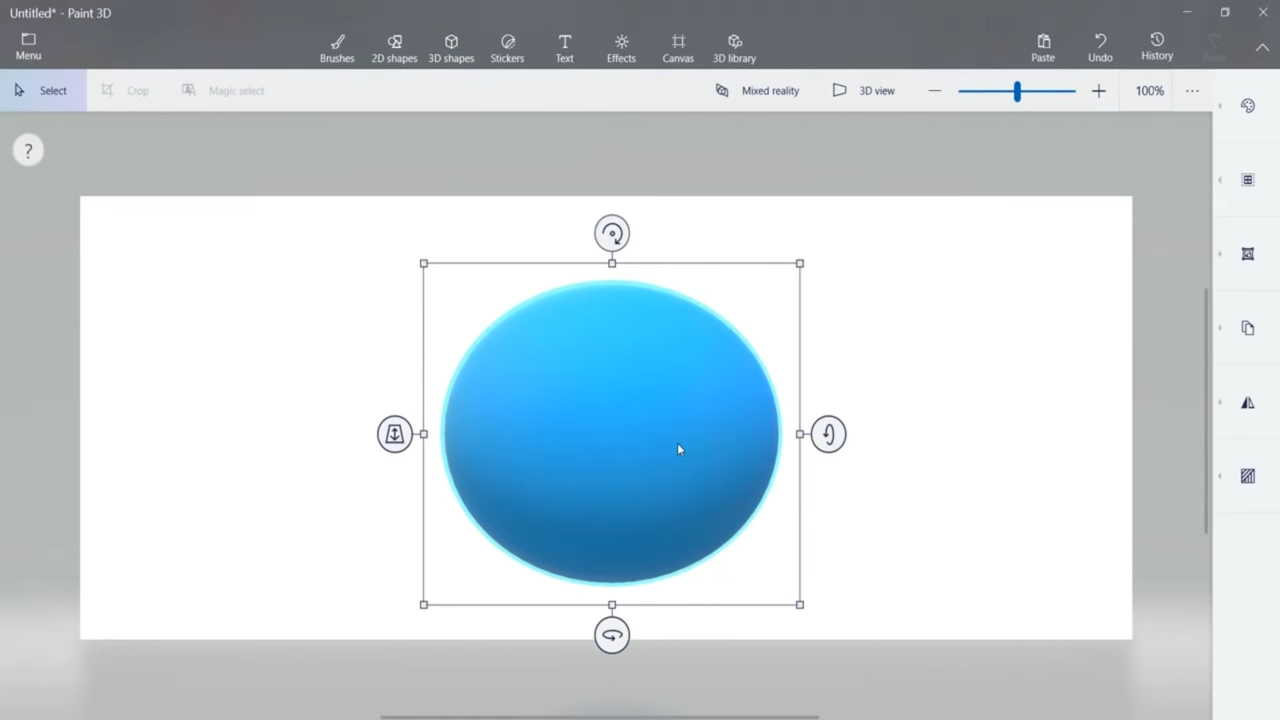 Untitled* - Paint 3D
Menu
Brushes
2D shapes
3D shapes
Stickers
Text
Effects
Canvas
3D library
Paste
Undo
History
Select
Crop
Magic select
Mixed reality
3D view
100%
?